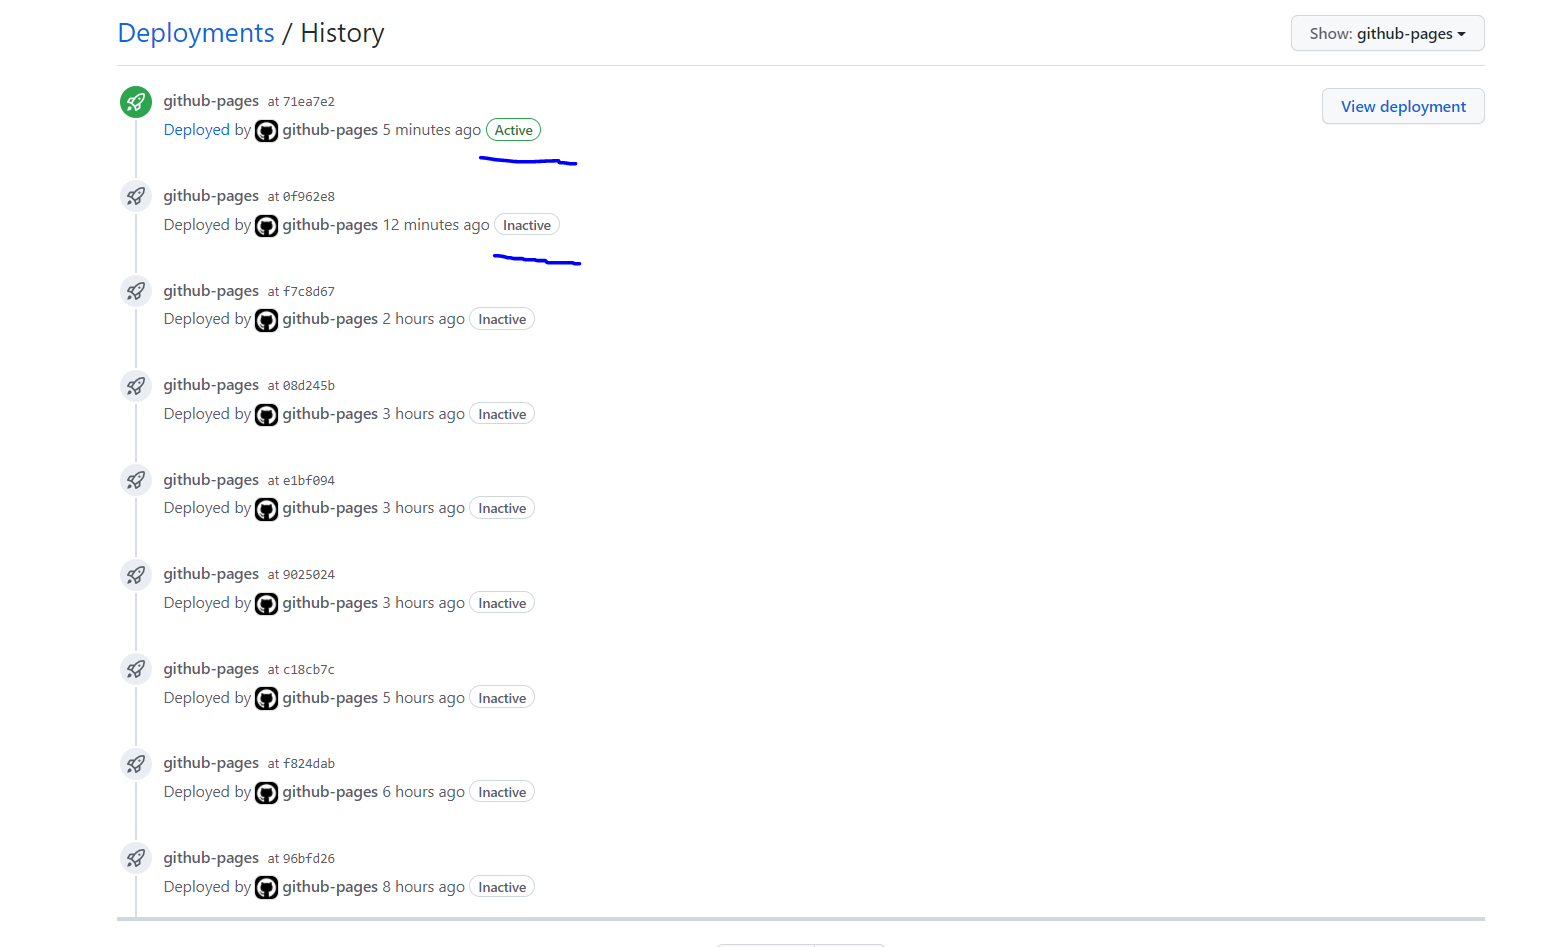 Deployments / History
Show: github-pages
github-pages at 71ea7e2
View deployment
Deployed by github-pages 5 minutes ago Active
github-pages at 0f962e8
Deployed by github-pages 12 minutes ago Inactive
github-pages at f7c8d67
Deployed by github-pages 2 hours ago Inactive
github-pages at 08d245b
Deployed by github-pages 3 hours ago Inactive
github-pages at e1bf094
Deployed by github-pages 3 hours ago Inactive
github-pages at 9025024
Deployed by github-pages 3 hours ago Inactive
github-pages at c18cb7c
Deployed by github-pages 5 hours ago Inactive
github-pages at f824dab
Deployed by github-pages 6 hours ago Inactive
github-pages at 96bfd26
Deployed by github-pages 8 hours ago Inactive